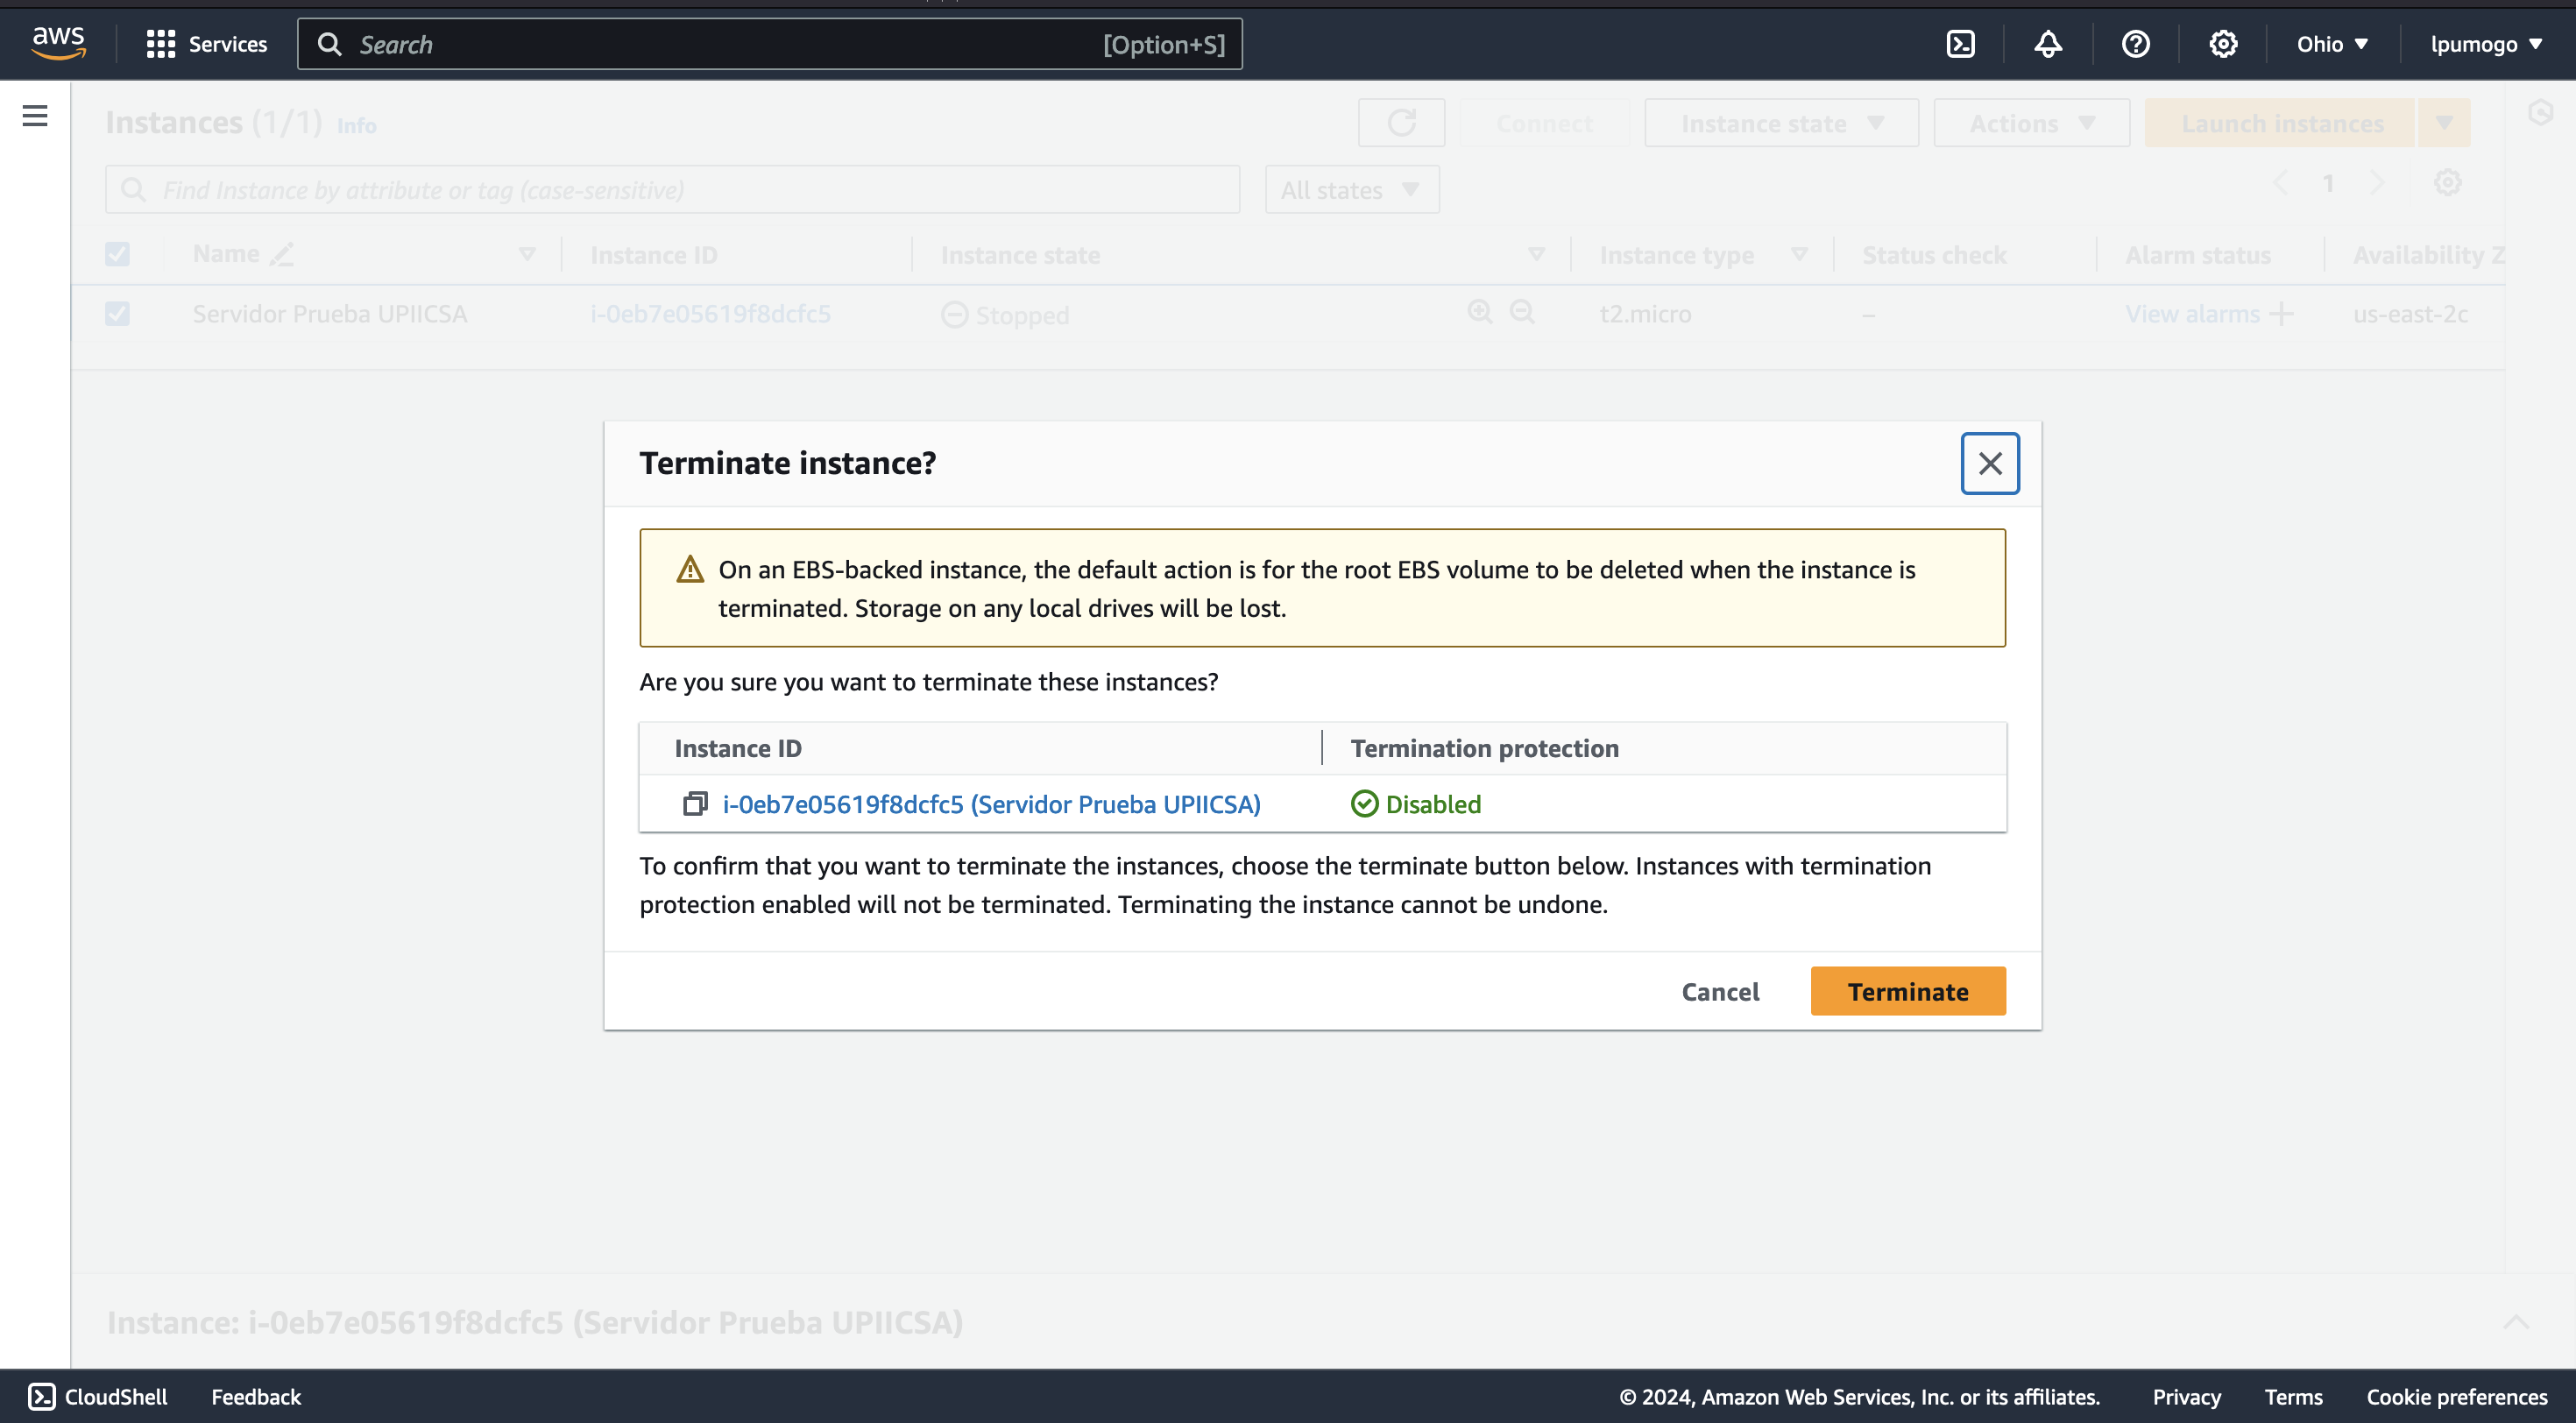 aws Services Search [Option+S] Ohio lpumogo
Instances (1/1) Info Connect Instance state Actions Launch instances
Find Instance by attribute or tag (case-sensitive) All states 1
Name Instance ID Instance state Instance type Status check Alarm status Availability Z
Servidor Prueba UPIICSA i-0eb7e05619f8dcfc5 Stopped t2.micro – View alarms us-east-2c
Terminate instance?
On an EBS-backed instance, the default action is for the root EBS volume to be deleted when the instance is
terminated. Storage on any local drives will be lost.
Are you sure you want to terminate these instances?
Instance ID Termination protection
i-0eb7e05619f8dcfc5 (Servidor Prueba UPIICSA) Disabled
To confirm that you want to terminate the instances, choose the terminate button below. Instances with termination
protection enabled will not be terminated. Terminating the instance cannot be undone.
Cancel Terminate
Instance: i-0eb7e05619f8dcfc5 (Servidor Prueba UPIICSA)
CloudShell Feedback © 2024, Amazon Web Services, Inc. or its affiliates. Privacy Terms Cookie preferences